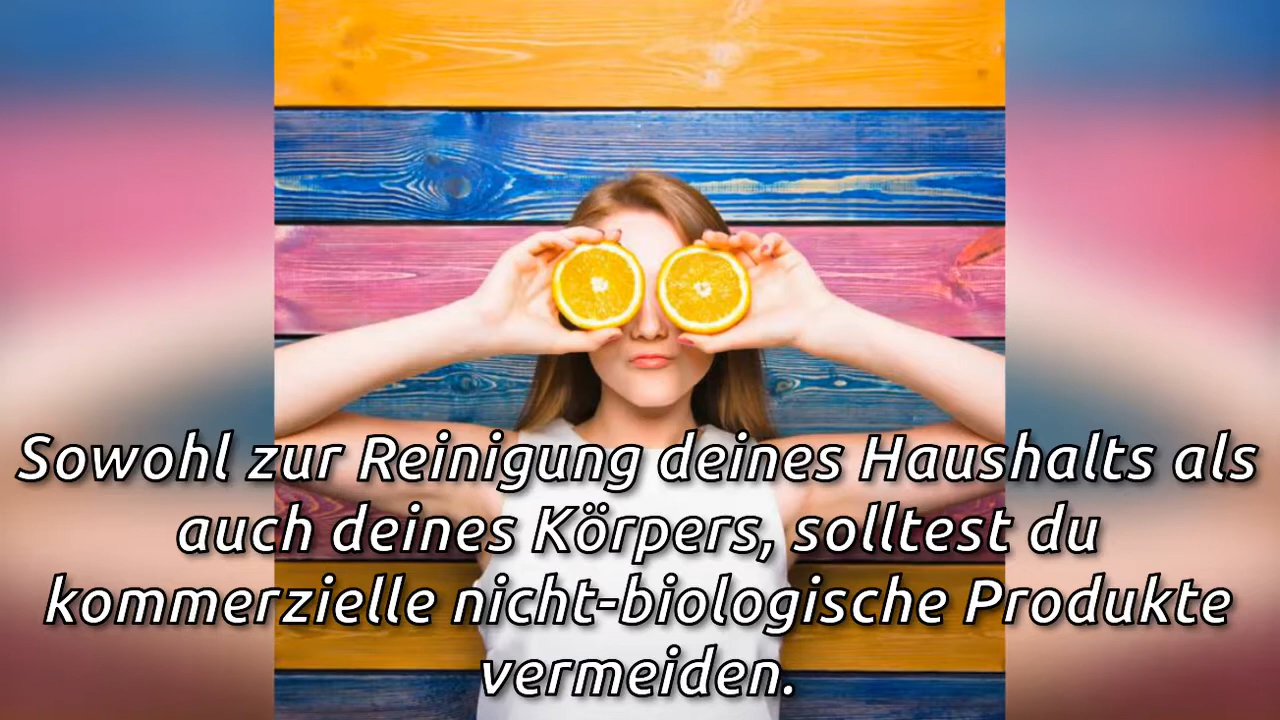 Sowohl zur Reinigung deines Haushalts als
auch deines Körpers, solltest du
kommerzielle nicht-biologische Produkte
vermeiden.